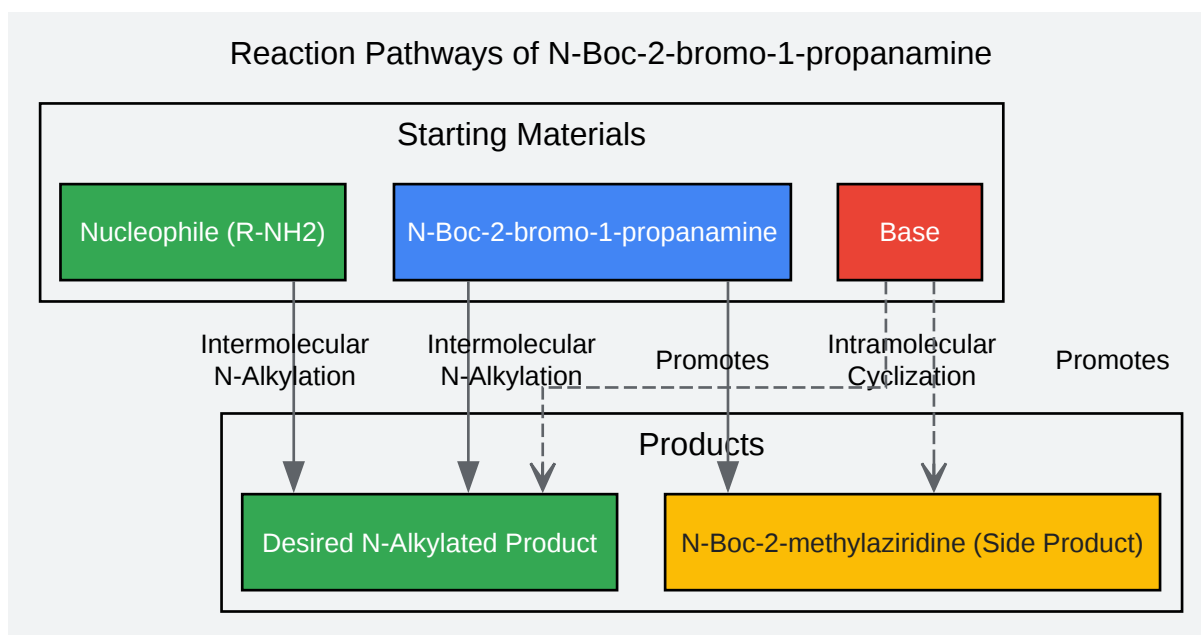 Reaction Pathways of N-Boc-2-bromo-1-propanamine
Starting Materials
Nucleophile (R-NH2)
N-Boc-2-bromo-1-propanamine
Base
Intermolecular
N-Alkylation
Intermolecular
N-Alkylation
Promotes
Intramolecular
Cyclization
Promotes
Products
Desired N-Alkylated Product
N-Boc-2-methylaziridine (Side Product)